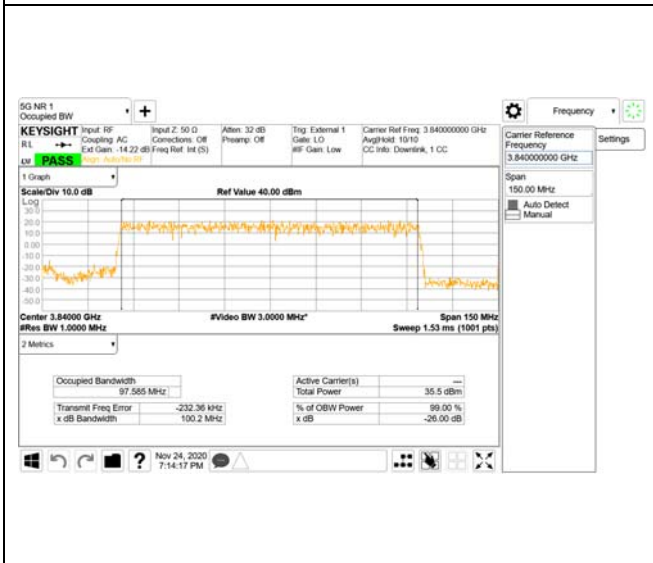 5G NR 1
Occupied BW
Frequency
KEYSIGHT Input: RF Input Z: 50 Ω Atten: 32 dB Trig: External 1 Carrier Ref Freq: 3.840000000 GHz
RL Coupling: AC Corrections: Off Preamp: Off Gate: LO Avg|Hold: 10/10
Ext Gain: -14.22 dB Freq Ref: Int (S) #IF Gain: Low CC Info: Downlink, 1 CC
PASS Align: Auto/No RF
Carrier Reference
Frequency
3.840000000 GHz
Settings
Span
150.00 MHz
Auto Detect
Manual
1 Graph
Scale/Div 10.0 dB Ref Value 40.00 dBm
Log
30.0
20.0
10.0
0.00
-10.0
-20.0
-30.0
-40.0
-50.0
Center 3.84000 GHz #Video BW 3.0000 MHz* Span 150 MHz
#Res BW 1.0000 MHz Sweep 1.53 ms (1001 pts)
2 Metrics
Occupied Bandwidth Active Carrier(s) ---
97.585 MHz Total Power 35.5 dBm
Transmit Freq Error -232.36 kHz % of OBW Power 99.00 %
x dB Bandwidth 100.2 MHz x dB -26.00 dB
? Nov 24, 2020
7:14:17 PM